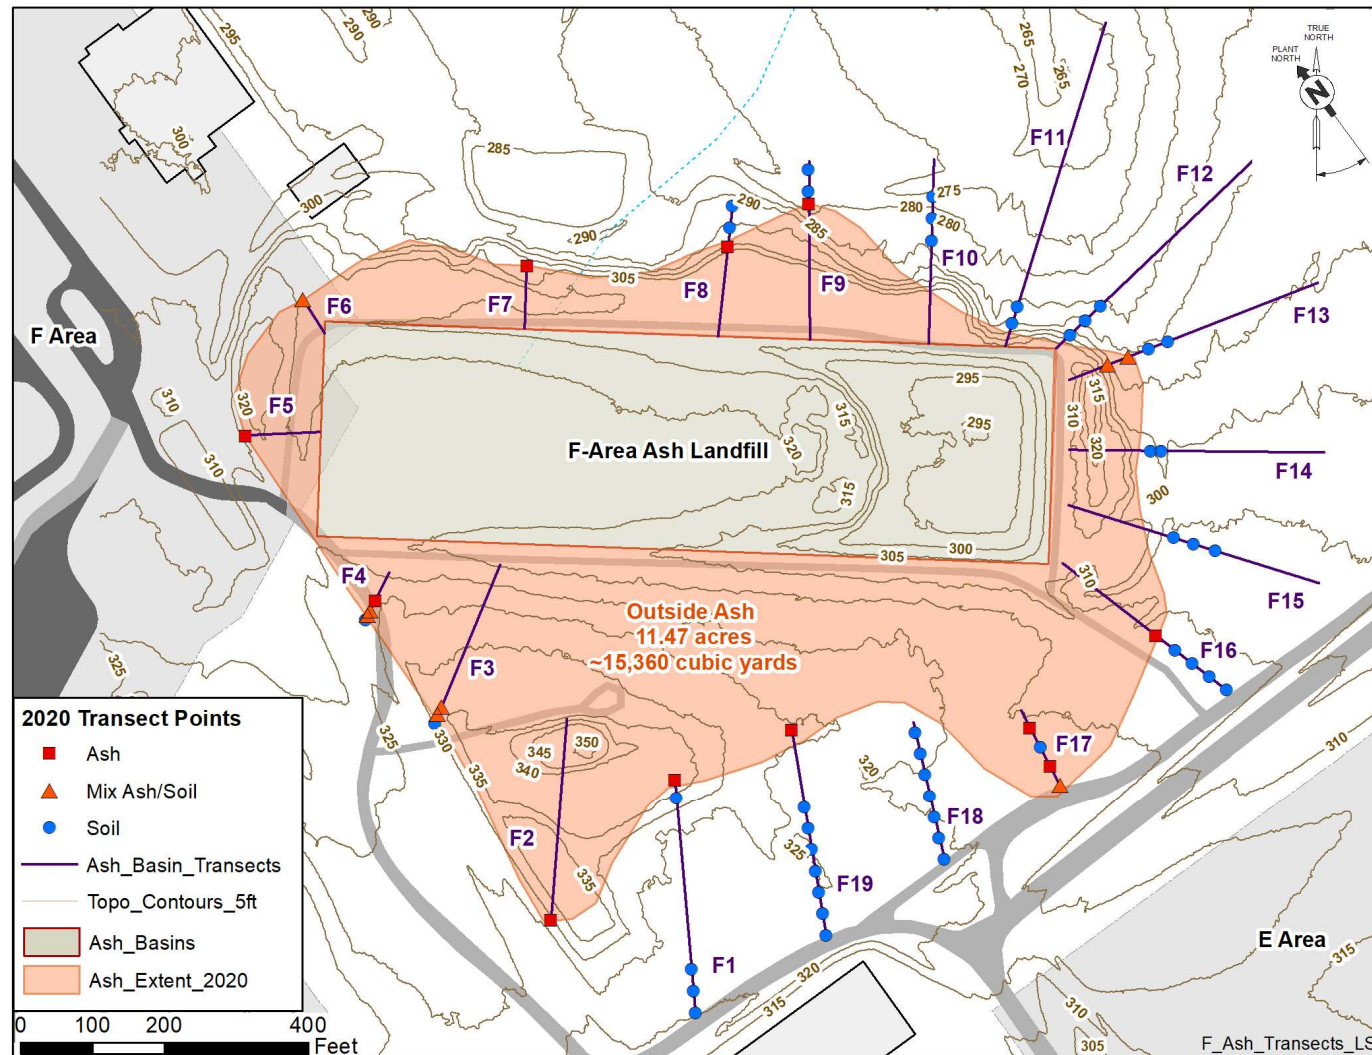 290
290
295
265
265
270
TRUE
NORTH
PLANT
NORTH
N
300
285
F11
F12
300
290
275
280
280
285
290
F10
305
F8
F9
F7
F6
F13
F Area
295
315
310
320
310
F5
315
320
295
F-Area Ash Landfill
320
F14
310
315
300
305
300
310
F4
F15
Outside Ash
11.47 acres
~15,360 cubic yards
325
F3
F16
2020 Transect Points
Ash
Mix Ash/Soil
Soil
Ash_Basin_Transects
Topo_Contours_5ft
Ash_Basins
Ash_Extent_2020
325
330
335
345
350
340
F17
310
320
F2
F18
325
335
F19
E Area
315
F1
320
315
310
305
0 100 200 400
Feet
F_Ash_Transects_LS